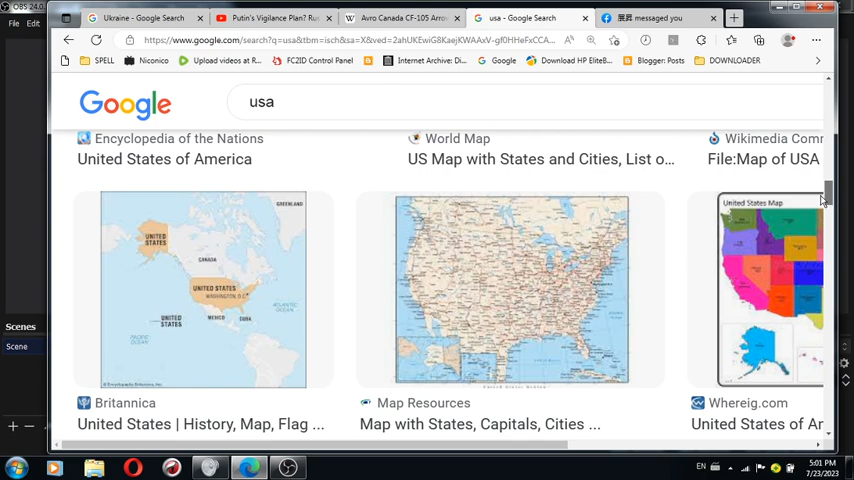 OBS 24.0.
Ukraine - Google Search
Putin's Vigilance Plan? Rus
Avro Canada CF-105 Arrow
usa - Google Search
展昇 messaged you
File
Edi
https://www.google.com/search?q=usa&tbm=isch&sa=X&ved=2ahUKEwiG8KaejKWAAxV-gf0HHeFxCCA...
SPELL
Niconico
Upload videos at R...
FC2ID Control Panel
Internet Archive: Di...
Google
Download HP EliteB...
Blogger: Posts
DOWNLOADER
Google
usa
Encyclopedia of the Nations
World Map
Wikimedia Comm
United States of America
US Map with States and Cities, List o...
File:Map of USA
GREENLAND
UNITED STATES
CANADA
UNITED STATES
WASHINGTON, D.C.
ATLANTIC OCEAN
UNITED STATES
MEXICO
CUBA
PACIFIC OCEAN
United States Map
Britannica
Map Resources
Whereig.com
United States | History, Map, Flag ...
Map with States, Capitals, Cities ...
United States of Ar
Scenes
Scene
EN
5:01 PM
7/23/2023